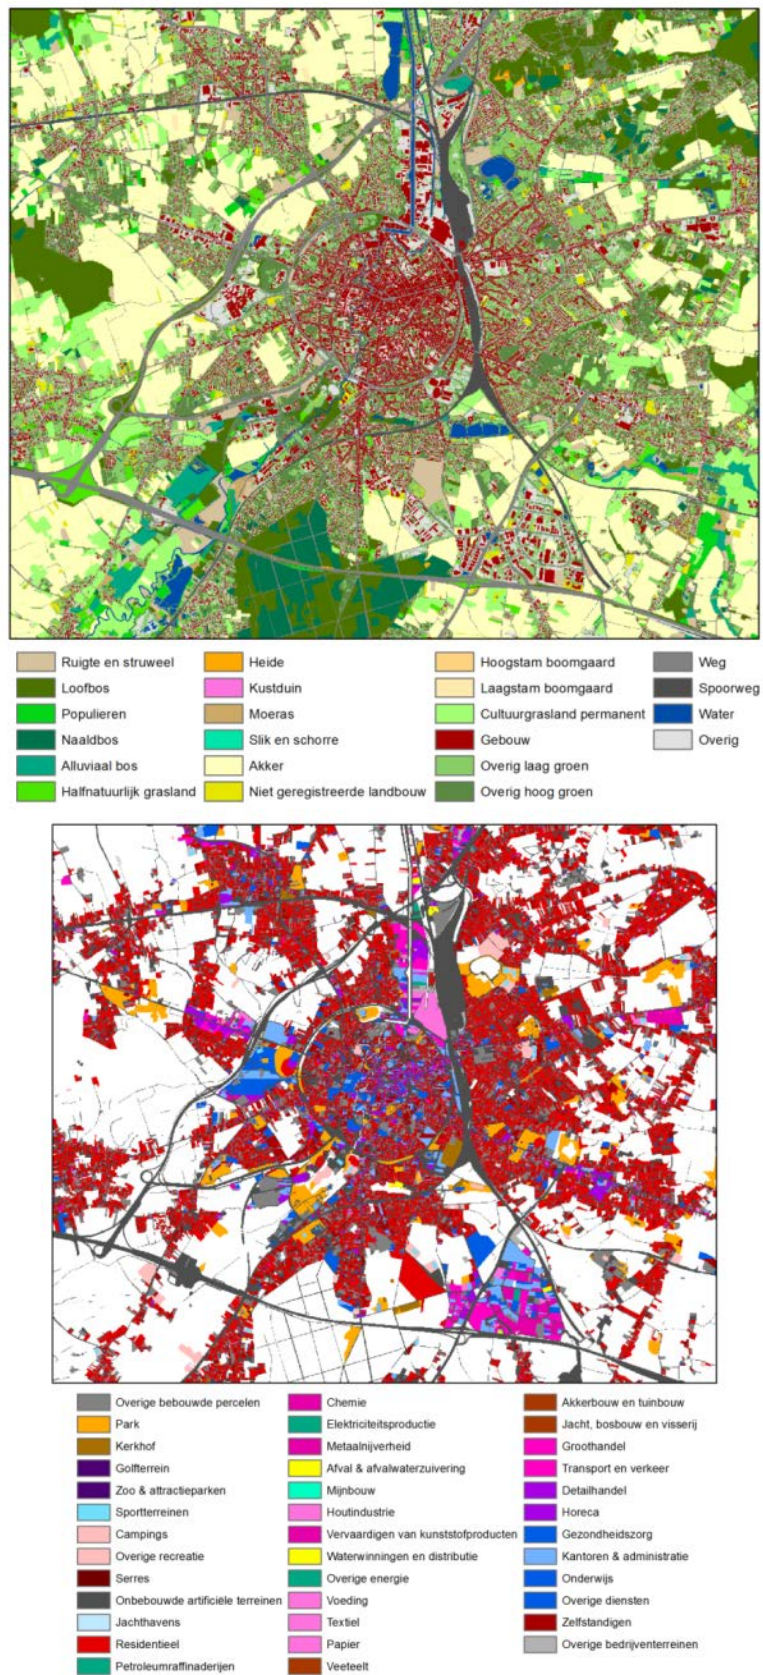 Ruigte en struweel
Loofbos
Populieren
Naaldbos
Alluviaal bos
Halfnatuurlijk grasland
Heide
Kustduin
Moeras
Slik en schorre
Akker
Niet geregistreerde landbouw
Hoogstam boomgaard
Laagstam boomgaard
Cultuurgrasland permanent
Gebouw
Overig laag groen
Overig hoog groen
Weg
Spoorweg
Water
Overig
Overige bebouwde percelen
Park
Kerkhof
Golfterrein
Zoo & attractieparken
Sportterreinen
Campings
Overige recreatie
Serres
Onbebouwde artificiële terreinen
Jachthavens
Residentieel
Petroleumraffinaderijen
Chemie
Elektriciteitsproductie
Metaalnijverheid
Afval & afvalwaterzuivering
Mijnbouw
Houtindustrie
Vervaardigen van kunststofproducten
Waterwinningen en distributie
Overige energie
Voeding
Textiel
Papier
Veeteelt
Akkerbouw en tuinbouw
Jacht, bosbouw en visserij
Groothandel
Transport en verkeer
Detailhandel
Horeca
Gezondheidszorg
Kantoren & administratie
Onderwijs
Overige diensten
Zelfstandigen
Overige bedrijventerreinen